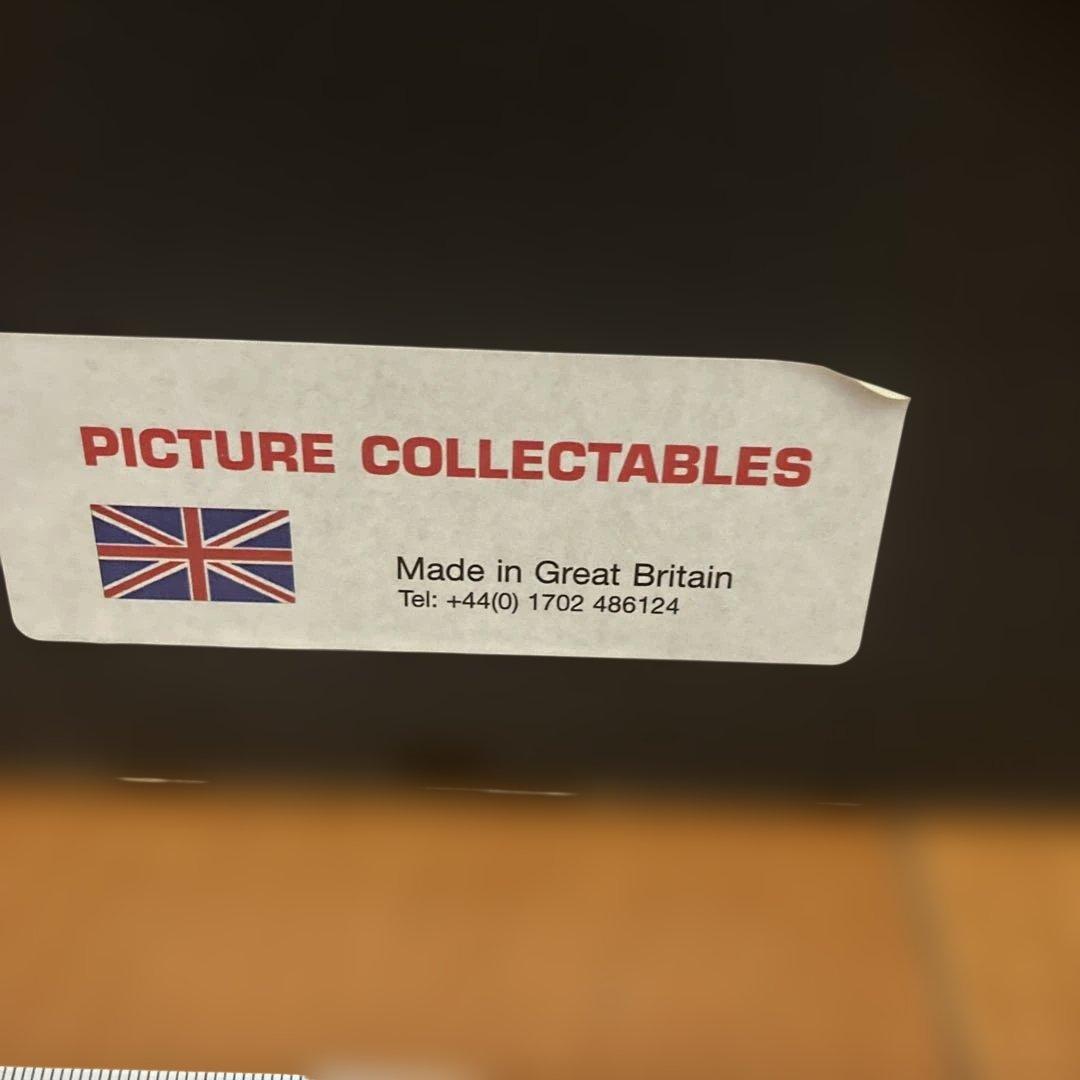 PICTURE COLLECTABLES
Made in Great Britain
Tel: +44(0) 1702 486124